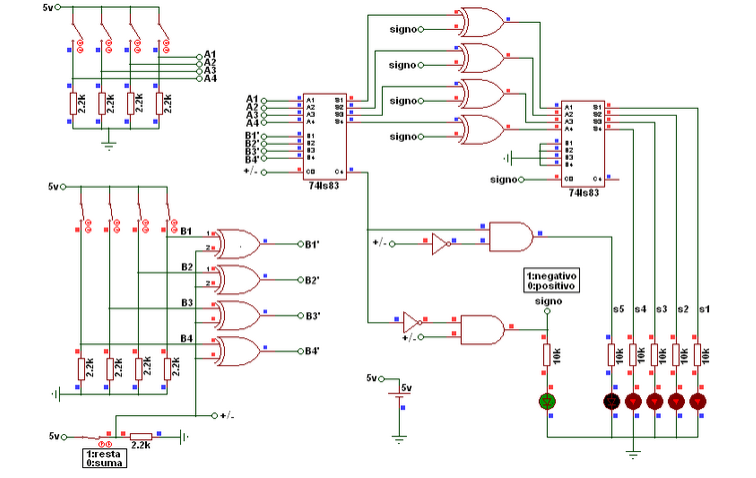 5v
A1
A2
A3
A4
2.2k 2.2k 2.2k 2.2k
signo
signo
signo
signo
A1 A1 S1
A2 A2 S2
A3 A3 S3
A4 A4 S4
B1' B1
B2' B2
B3' B3
B4' B4
+/- C0 C4
74ls83
A1 S1
A2 S2
A3 S3
A4 S4
B1
B2
B3
B4
signo C0 C4
74ls83
5v
B1 1 2 B1'
B2 1 2 B2'
B3 B3'
B4 B4'
2.2k 2.2k 2.2k 2.2k
+/-
5v 2.2k
1:resta
0:suma
+/-
+/-
1:negativo
0:positivo
signo
s5 s4 s3 s2 s1
10k 10k 10k 10k 10k 10k
5v
5v